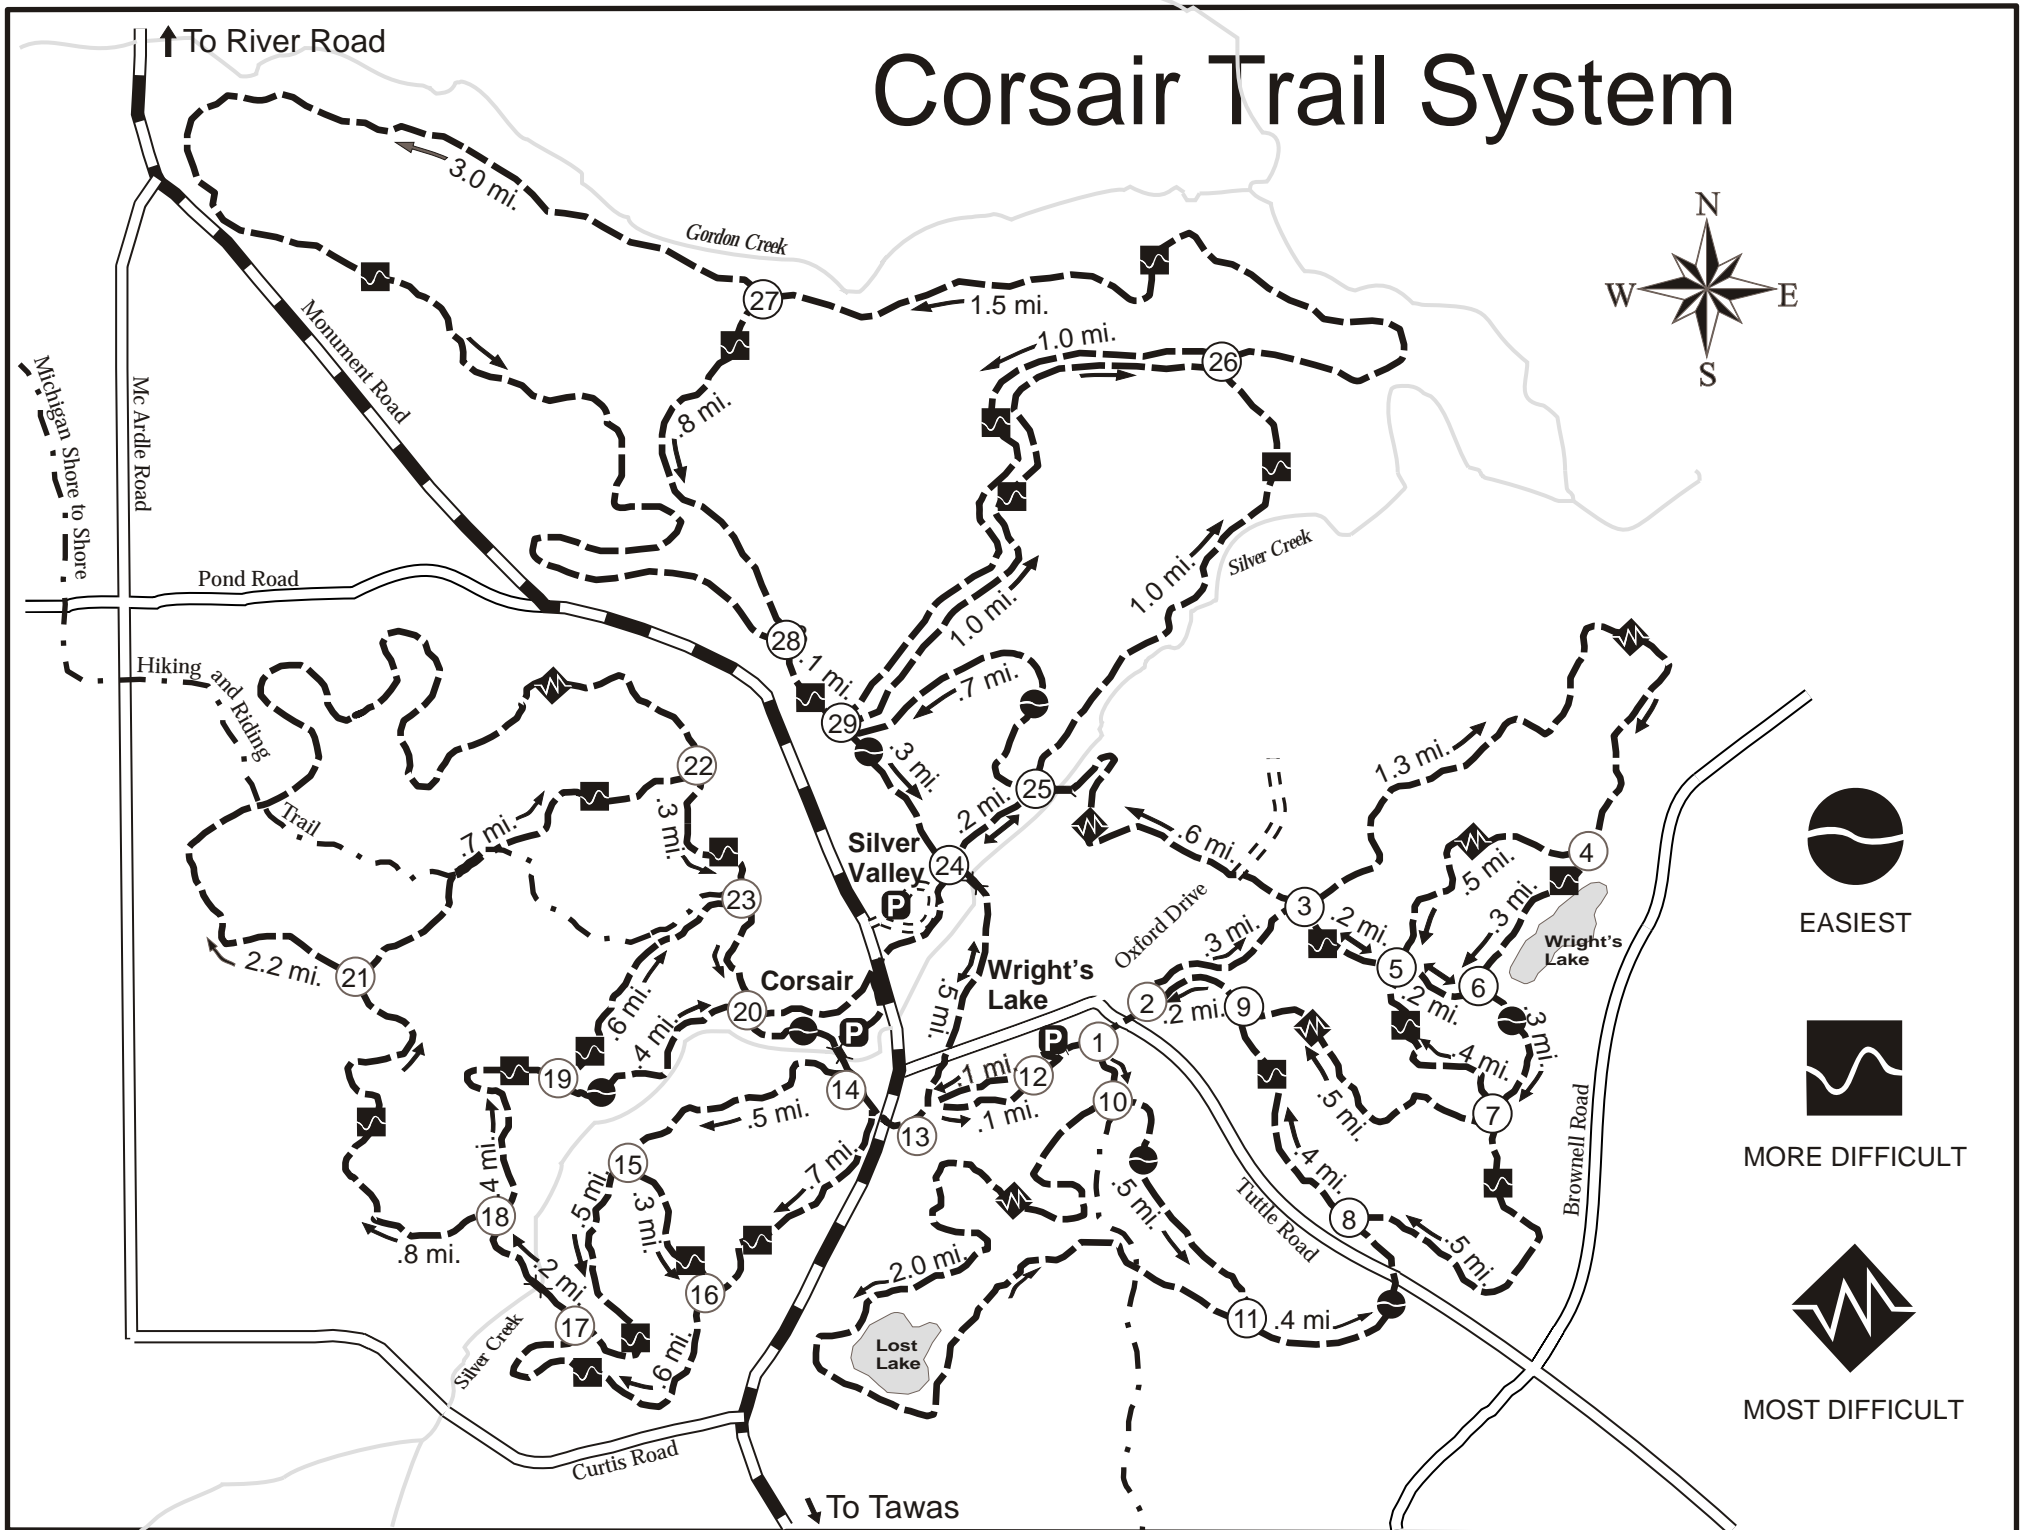 To River Road
Corsair Trail System
3.0 mi.
Gordon Creek
N
W
E
S
27
1.5 mi.
1.0 mi.
26
Monument Road
.8 mi.
Michigan Shore to Shore
Mc Ardle Road
Pond Road
Silver Creek
1.0 mi.
1.0 mi.
28
.1 mi.
29
.7 mi.
Hiking and Riding
Trail
22
.3 mi.
.7 mi.
.3 mi.
25
.2 mi.
1.3 mi.
Silver
Valley
24
P
.6 mi.
4
.5 mi.
.3 mi.
EASIEST
23
3
.2 mi.
Oxford Drive
.3 mi.
Wright's
Lake
2.2 mi.
21
Corsair
Wright's
Lake
5
6
.2 mi.
20
.5 mi.
2
.2 mi.
9
.3 mi.
.6 mi.
.4 mi.
P
P
1
.4 mi.
19
14
.1 mi.
12
10
.5 mi.
7
.5 mi.
.1 mi.
13
Brownell Road
MORE DIFFICULT
15
.7 mi.
.4 mi.
.4 mi.
.5 mi.
.3 mi.
.5 mi.
Tuttle Road
18
8
.8 mi.
.2 mi.
.5 mi.
2.0 mi.
16
17
11
.4 mi.
Silver Creek
.6 mi.
Lost
Lake
MOST DIFFICULT
Curtis Road
To Tawas